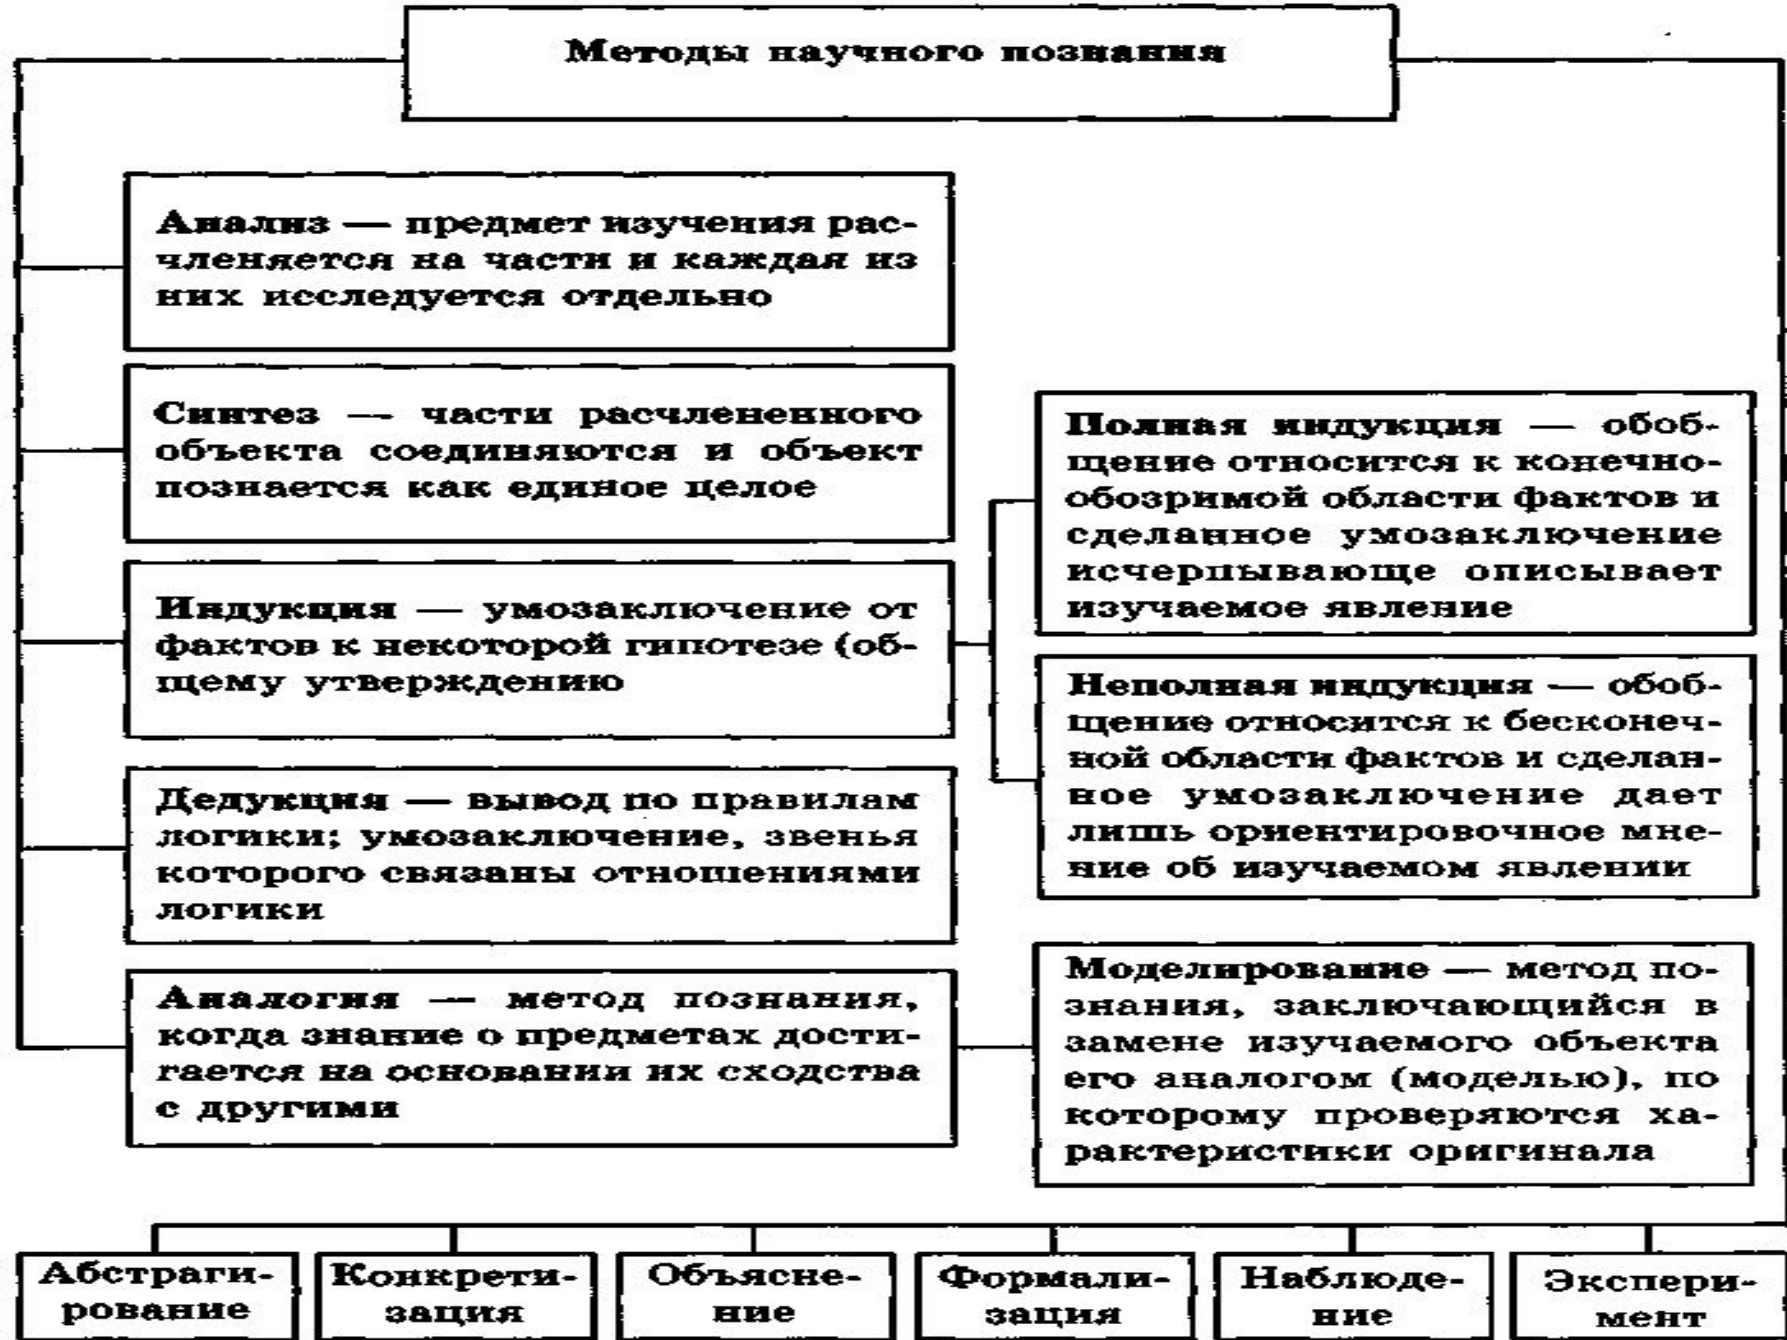 Методы научного познания
Анализ — предмет изучения рас-
членяется на части и каждая из
них исследуется отдельно
Синтез — части расчлененного
объекта соединяются и объект
познается как единое целое
Индукция — умозаключение от
фактов к некоторой гипотезе (об-
щему утверждению
Полная индукция — обоб-
щение относится к конечно-
обозримой области фактов и
сделанное умозаключение
исчерпывающе описывает
изучаемое явление
Неполная индукция — обоб-
щение относится к бесконеч-
ной области фактов и сделан-
ное умозаключение дает
лишь ориентировочное мне-
ние об изучаемом явлении
Дедукция — вывод по правилам
логики; умозаключение, звенья
которого связаны отношениями
логики
Аналогия — метод познания,
когда знание о предметах дости-
гается на основании их сходства
с другими
Моделирование — метод по-
знания, заключающийся в
замене изучаемого объекта
его аналогом (моделью), по
которому проверяются ха-
рактеристики оригинала
Абстраги-
рование
Конкрети-
зация
Объясне-
ние
Формали-
зация
Наблюде-
ние
Экспери-
мент